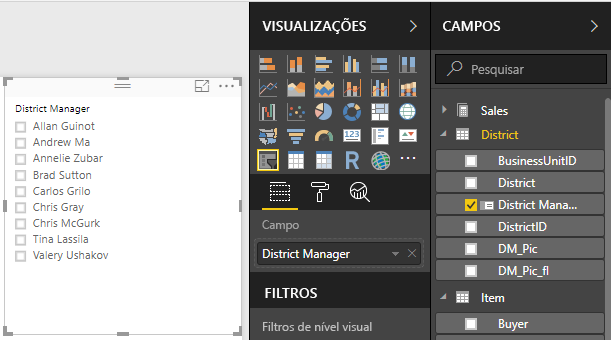 District Manager
Allan Guinot
Andrew Ma
Annelie Zubar
Brad Sutton
Carlos Grilo
Chris Gray
Chris McGurk
Tina Lassila
Valery Ushakov
VISUALIZAÇÕES
123
R
Campo
District Manager
FILTROS
Filtros de nível visual
CAMPOS
Pesquisar
Sales
District
BusinessUnitID
District
District Mana...
DistrictID
DM_Pic
DM_Pic_fl
Item
Buyer